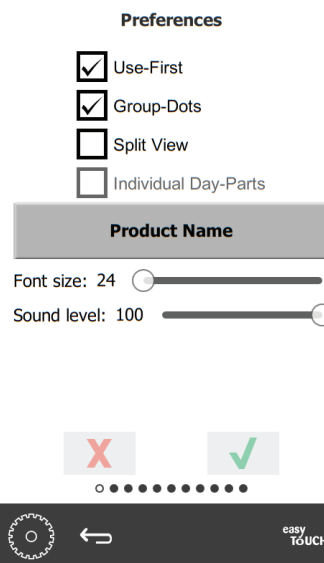 Preferences
Use-First
Group-Dots
Split View
Individual Day-Parts
Product Name
Font size: 24
Sound level: 100
X
easy
TOUCH